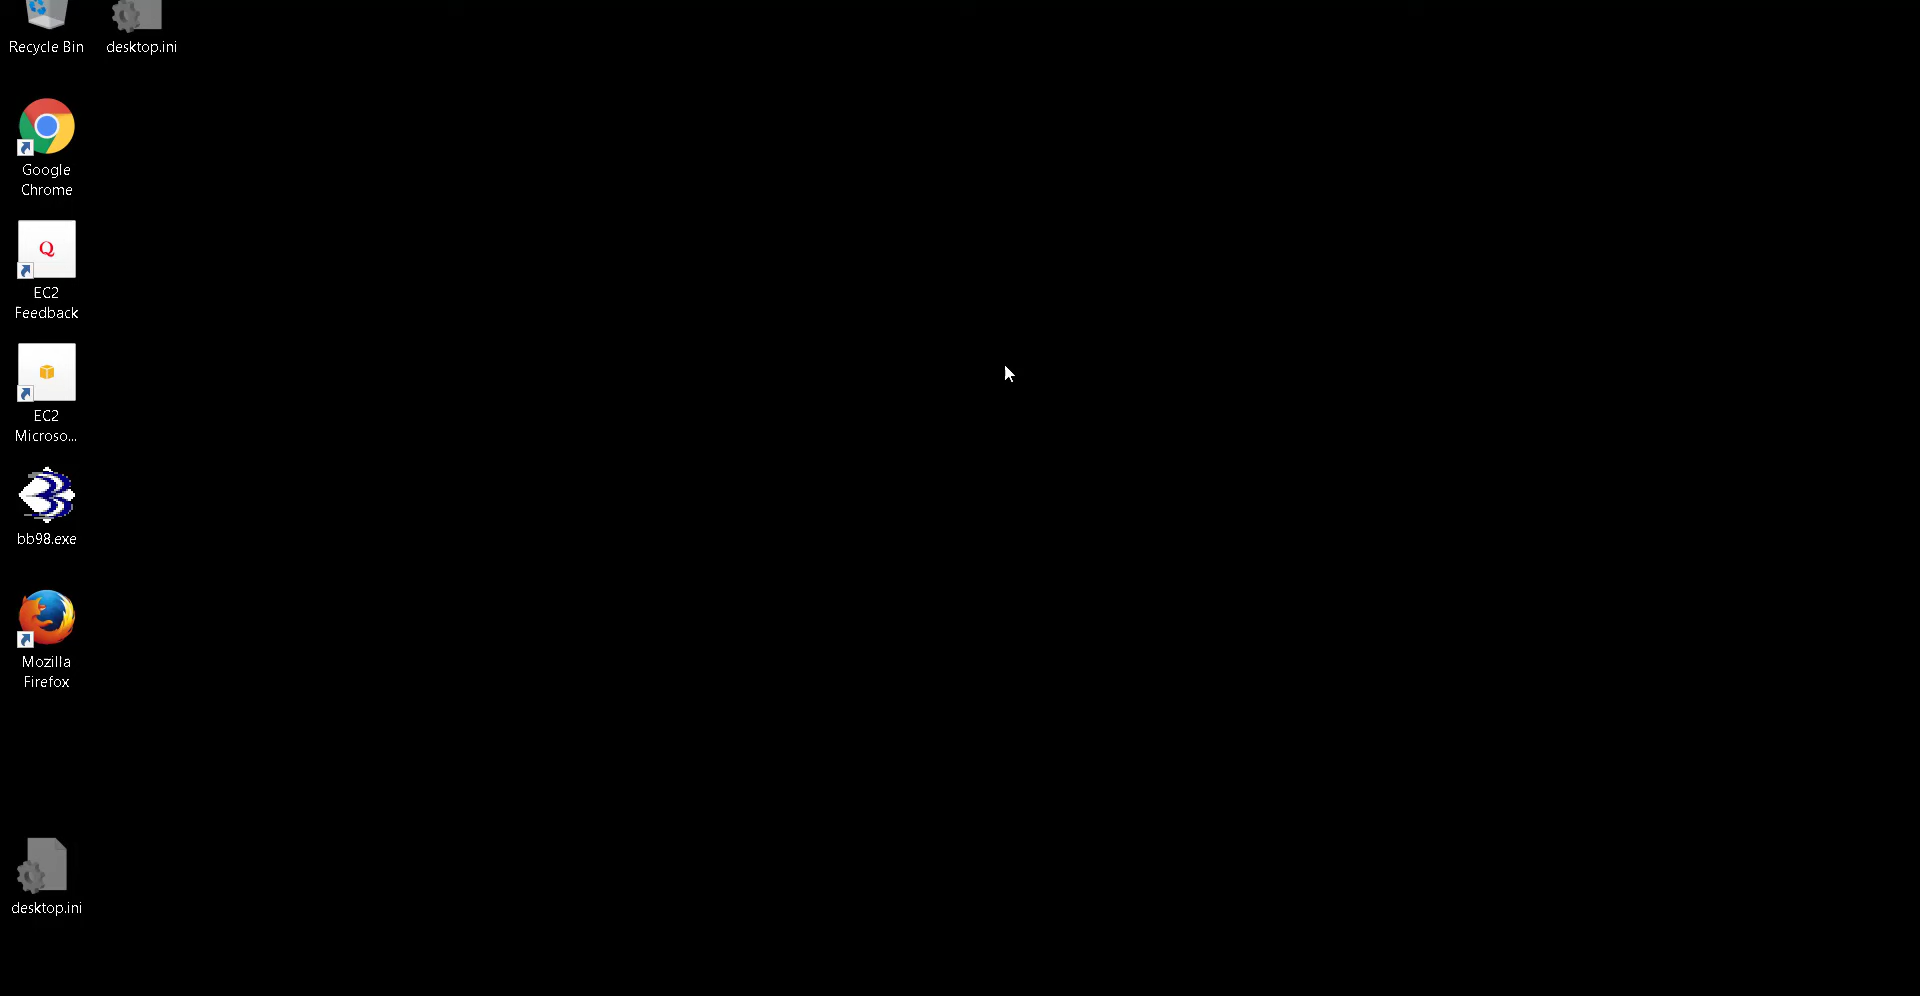 Recycle Bin
desktop.ini
Google
Chrome
Q
EC2
Feedback
EC2
Microso...
bb98.exe
Mozilla
Firefox
desktop.ini